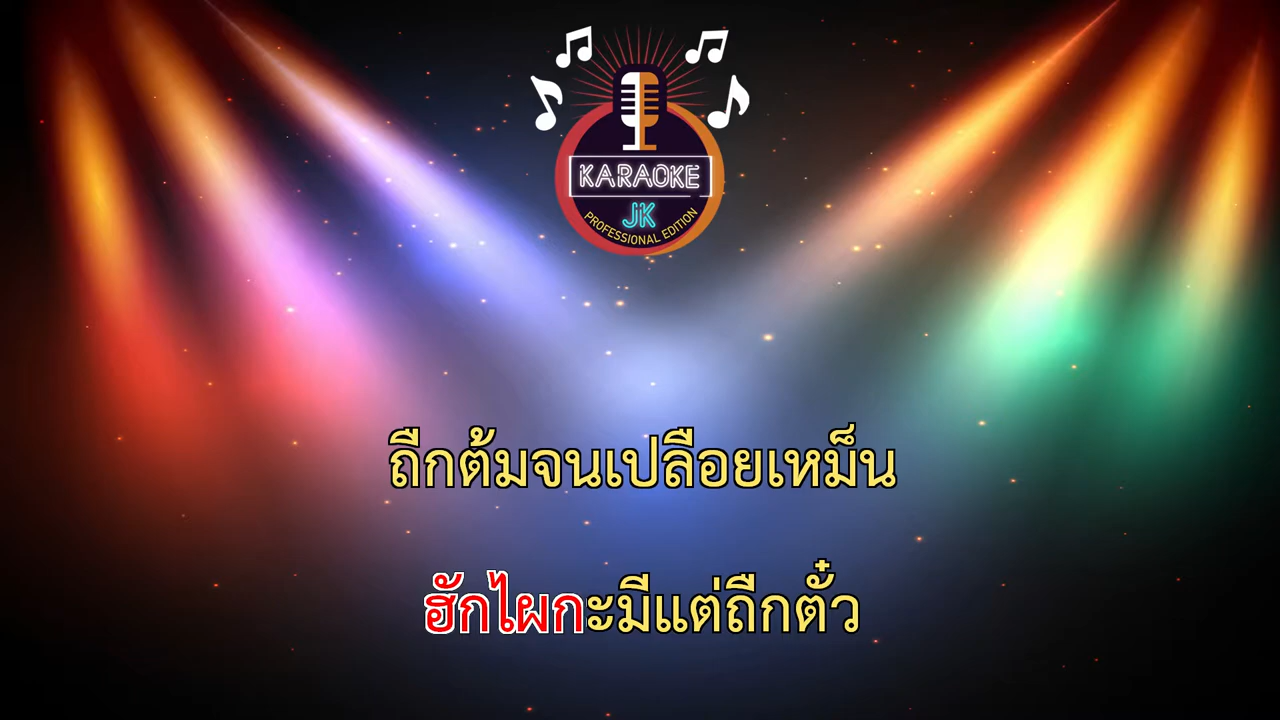 KARAOKE
JK
PROFESSIONAL EDITION
ถืกต้มจนเปลือยเหม็น
ฮักไผกะมีแต่ถืกตั๋ว